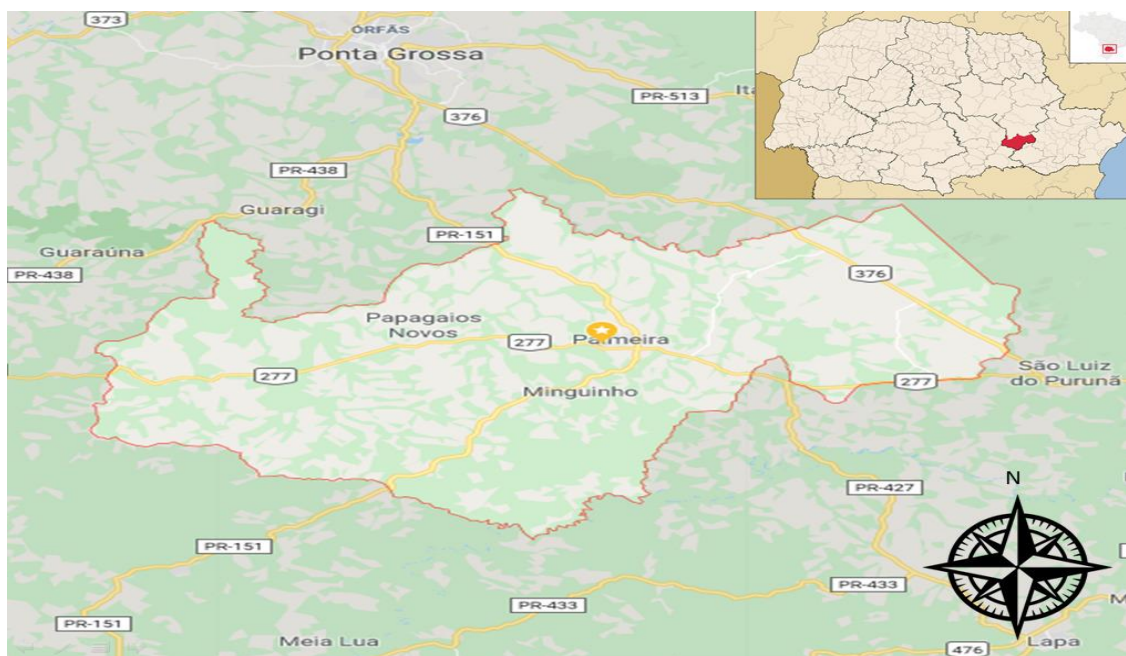 373
ÓRFÃS
Ponta Grossa
PR-513
376
PR-438
Guaragi
PR-151
Guaraúna
PR-438
376
Papagaios
Novos
277
Palmeira
277
São Luiz
do Purunã
277
Minguinho
N
PR-427
PR-151
PR-433
PR-433
PR-151
Meia Lua
476
Lapa